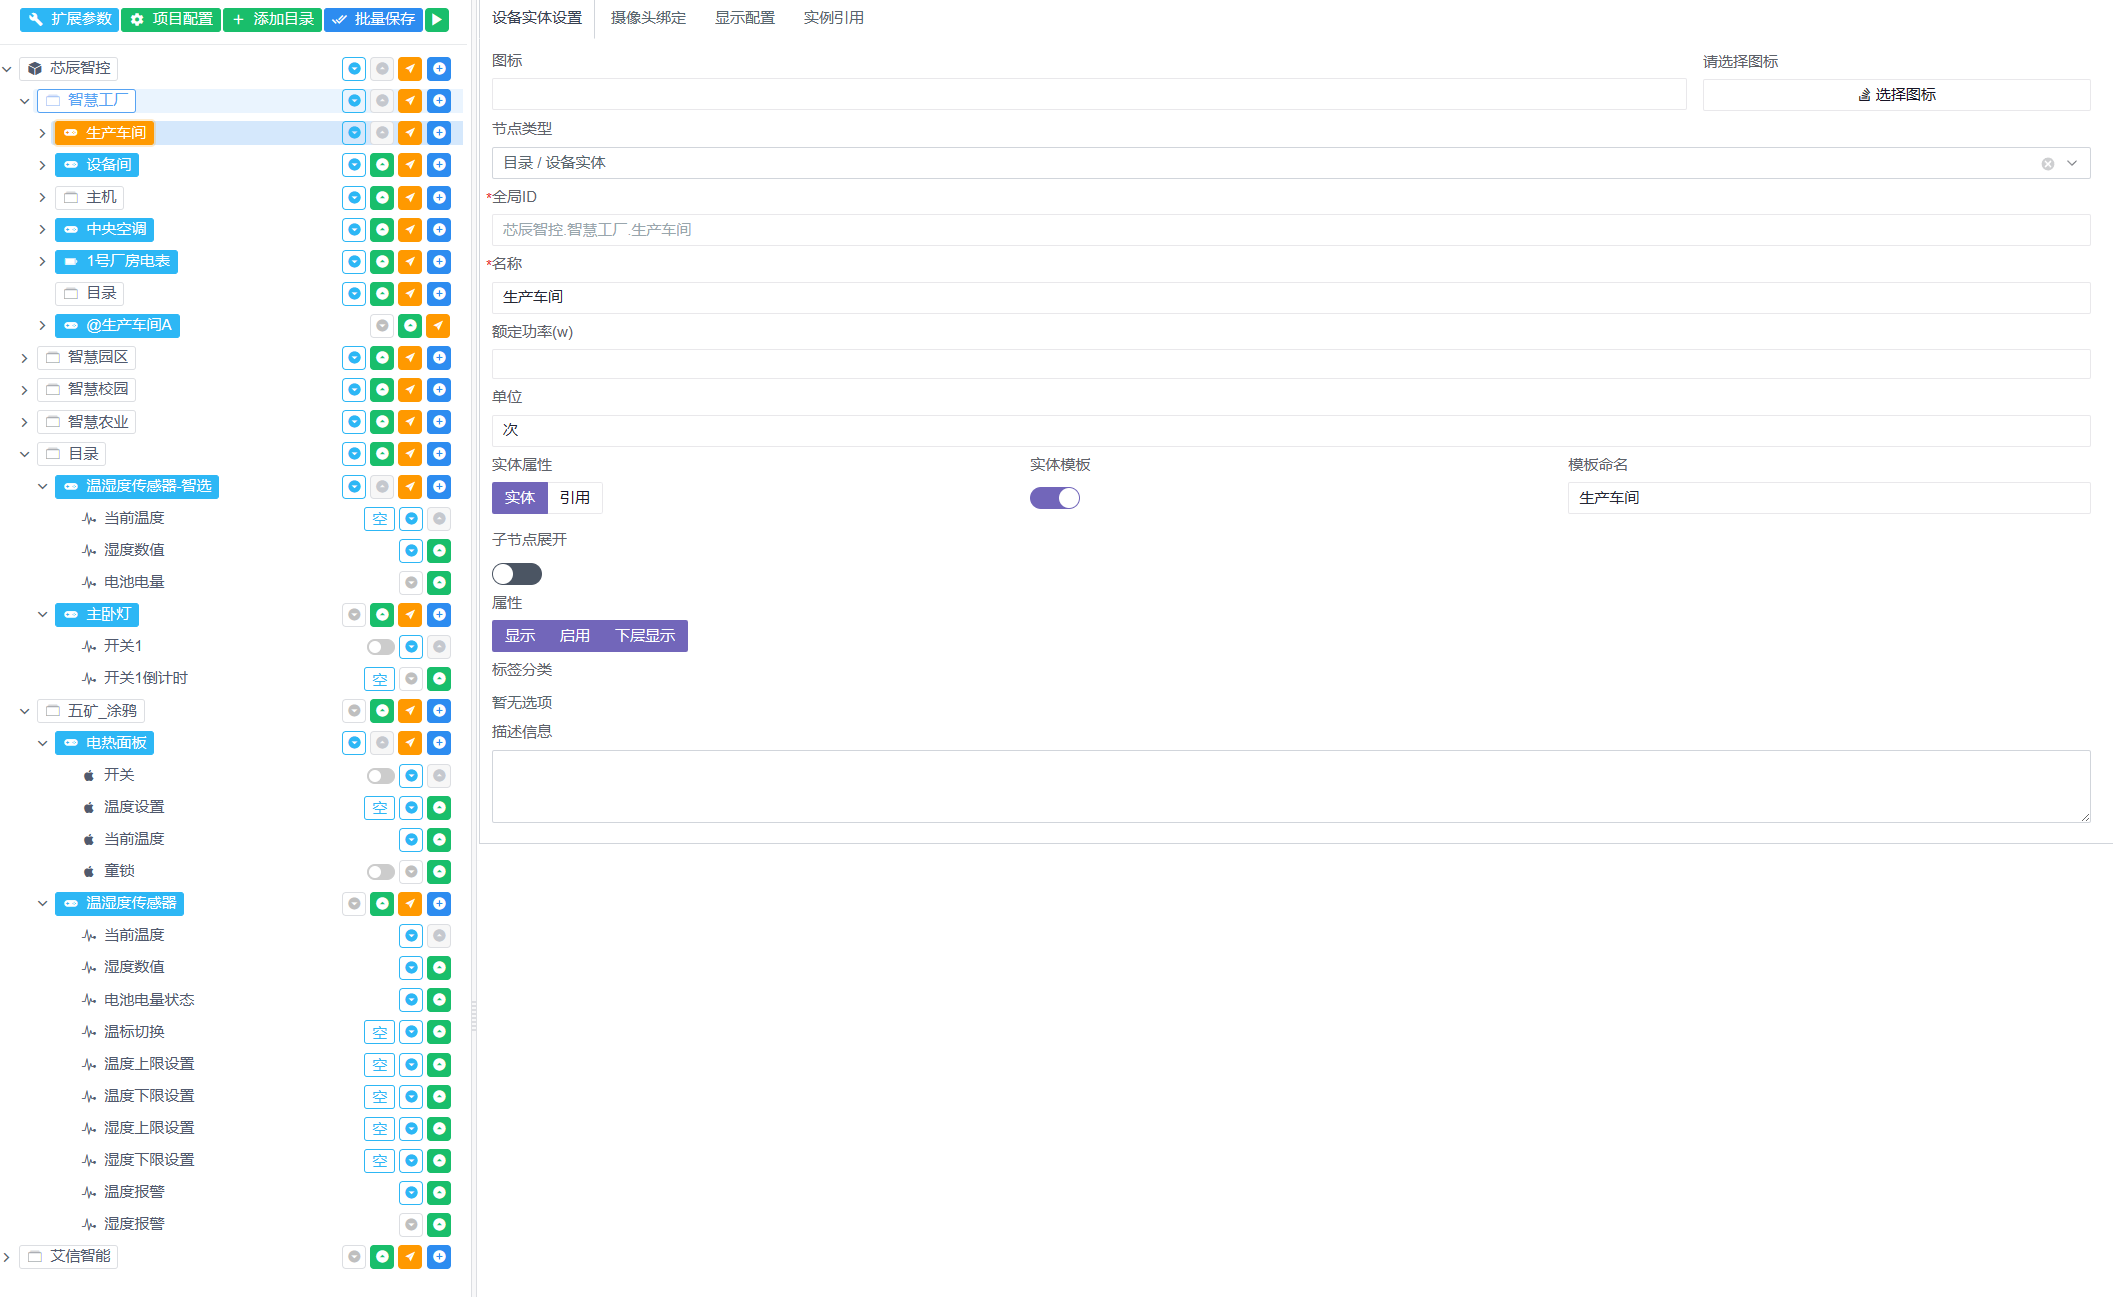 扩展参数 项目配置 添加目录 批量保存
芯辰智控
智慧工厂
生产车间
设备间
主机
中央空调
1号厂房电表
目录
@生产车间A
智慧园区
智慧校园
智慧农业
目录
温湿度传感器-智选
当前温度 空
湿度数值
电池电量
主卧灯
开关1
开关1倒计时 空
五矿_涂鸦
电热面板
开关
温度设置 空
当前温度
童锁
温湿度传感器
当前温度
湿度数值
电池电量状态
温标切换 空
温度上限设置 空
温度下限设置 空
湿度上限设置 空
湿度下限设置 空
温度报警
湿度报警
艾信智能
设备实体设置 摄像头绑定 显示配置 实例引用
图标 请选择图标
选择图标
节点类型
目录 / 设备实体
*全局ID
芯辰智控.智慧工厂.生产车间
*名称
生产车间
额定功率(w)
单位
次
实体属性 实体模板 模板命名
实体 引用 生产车间
子节点展开
属性
显示 启用 下层显示
标签分类
暂无选项
描述信息